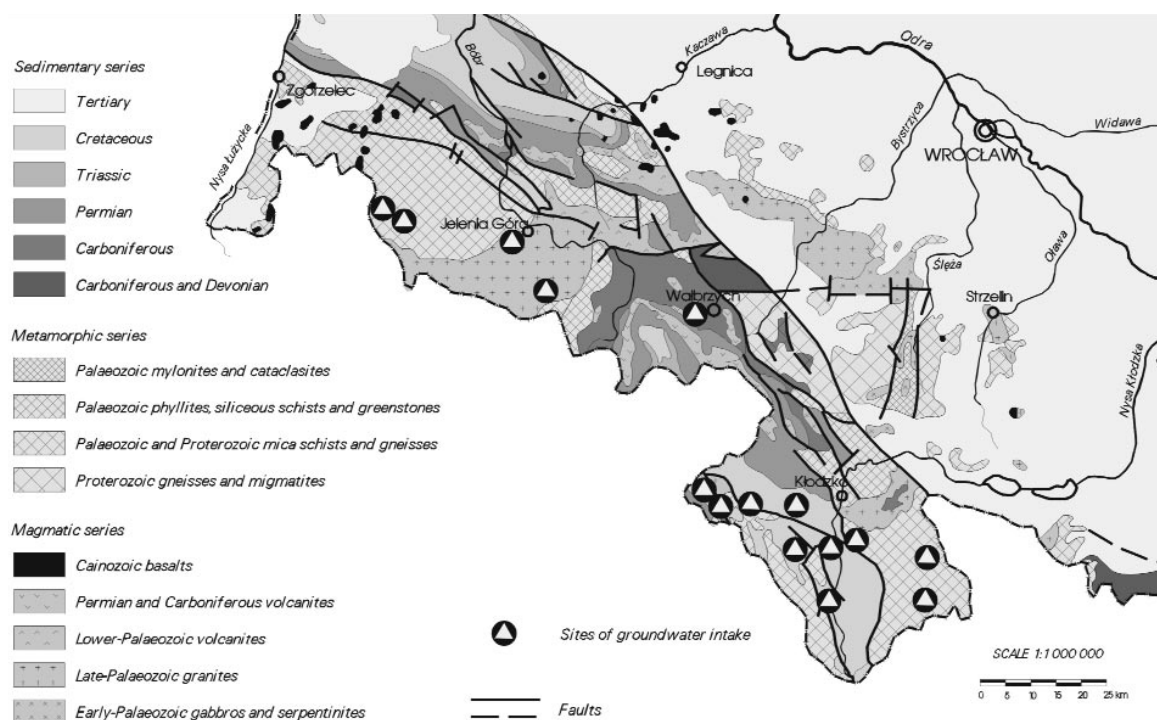 Sedimentary series
Tertiary
Cretaceous
Triassic
Permian
Carboniferous
Carboniferous and Devonian
Metamorphic series
Palaeozoic mylonites and cataclasites
Palaeozoic phyllites, siliceous schists and greenstones
Palaeozoic and Proterozoic mica schists and gneisses
Proterozoic gneisses and migmatites
Magmatic series
Cainozoic basalts
Permian and Carboniferous volcanites
Lower-Palaeozoic volcanites
Late-Palaeozoic granites
Early-Palaeozoic gabbros and serpentinites
Sites of groundwater intake
Faults
SCALE 1:1 000 000
0 5 10 15 20 25 km
Zgorzelec
Nysa Łużycka
Bóbr
Kaczawa
Legnica
Odra
Bystrzyca
Widawa
WROCŁAW
Jelenia Góra
Wałbrzych
Ślęza
Oława
Strzelin
Nysa Kłodzka
Kłodzko